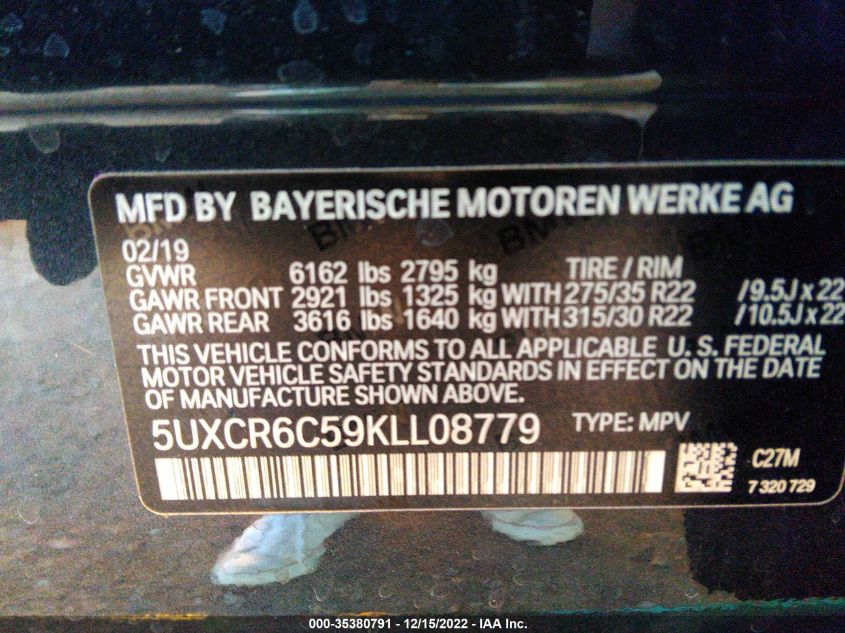 MFD BY BAYERISCHE MOTOREN WERKE AG
02/19
GVWR 6162 lbs 2795 kg TIRE / RIM
GAWR FRONT 2921 lbs 1325 kg WITH 275/35 R22 /9.5J x 22
GAWR REAR 3616 lbs 1640 kg WITH 315/30 R22 /10.5J x 22
THIS VEHICLE CONFORMS TO ALL APPLICABLE U. S. FEDERAL
MOTOR VEHICLE SAFETY STANDARDS IN EFFECT ON THE DATE
OF MANUFACTURE SHOWN ABOVE.
5UXCR6C59KLL08779 TYPE: MPV
C27M
7 320 729
000-35380791 - 12/15/2022 - IAA Inc.